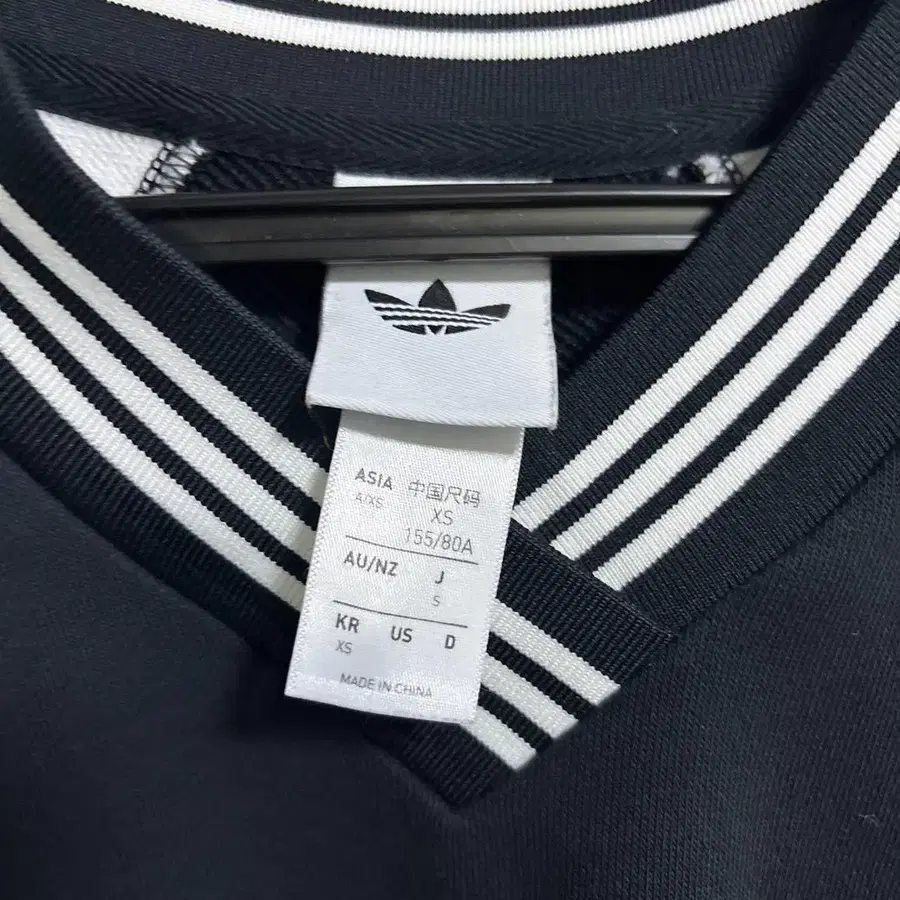 ASIA 中国尺码
A/XS XS
155/80A
AU/NZ J
S
KR US D
XS
MADE IN CHINA